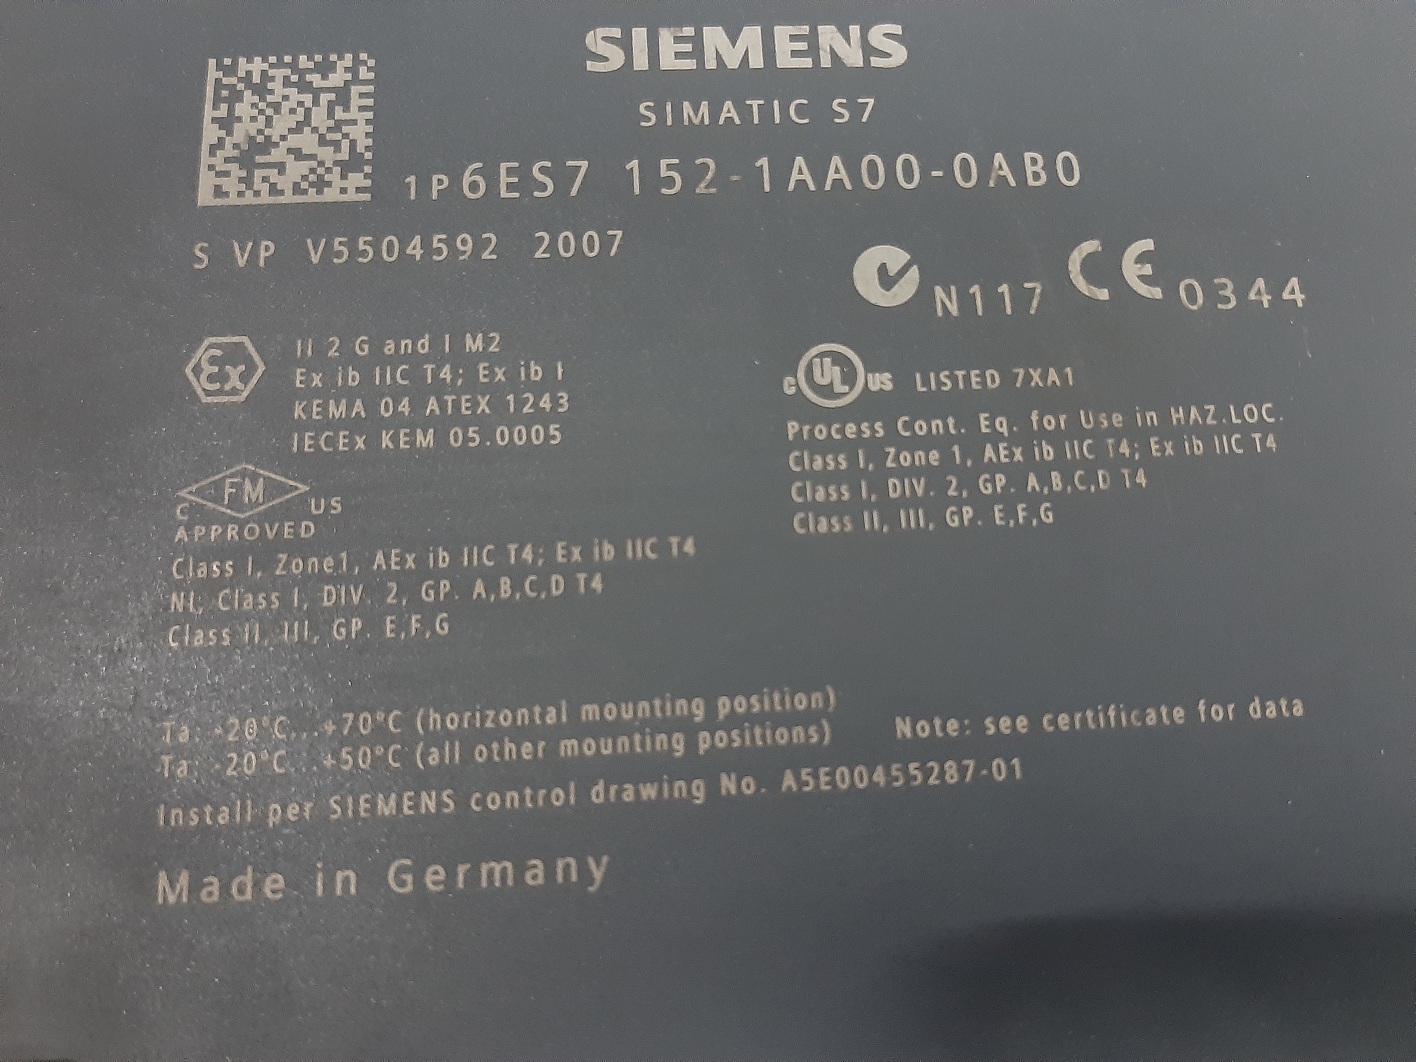 SIEMENS
SIMATIC S7
1P6ES7 152-1AA00-0AB0
S VP V5504592 2007
N117 CE 0344
Ex
II 2 G and I M2
Ex ib IIC T4; Ex ib I
KEMA 04 ATEX 1243
IECEx KEM 05.0005
C UL US LISTED 7XA1
Process Cont. Eq. for Use in HAZ.LOC.
Class I, Zone 1, AEx ib IIC T4; Ex ib IIC T4
Class I, DIV. 2, GP. A,B,C,D T4
Class II, III, GP. E,F,G
C FM US
APPROVED
Class I, Zone1, AEx ib IIC T4; Ex ib IIC T4
NI; Class I, DIV. 2, GP. A,B,C,D T4
Class II, III, GP. E,F,G
Ta: -20°C...+70°C (horizontal mounting position)
Ta: -20°C...+50°C (all other mounting positions)
Note: see certificate for data
Install per SIEMENS control drawing No. A5E00455287-01
Made in Germany